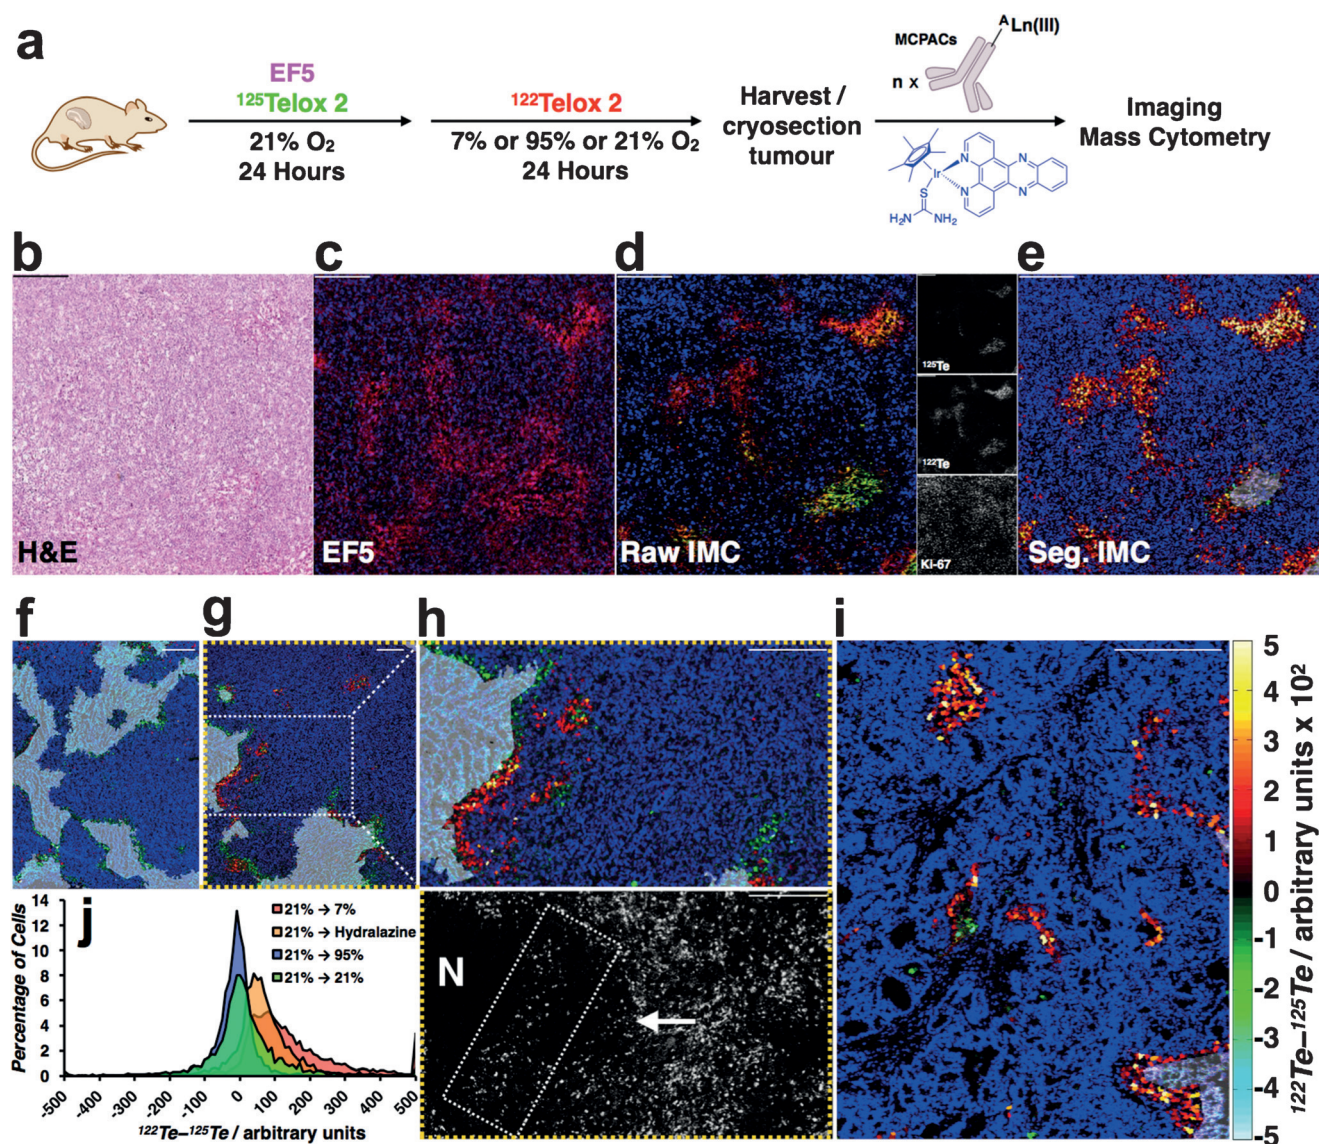 a
EF5
¹²⁵Telox 2
21% O₂
24 Hours
¹²²Telox 2
7% or 95% or 21% O₂
24 Hours
Harvest /
cryosection
tumour
MCPACs
ᴬLn(III)
n x
Ir
N
N
N
N
S
H₂N
NH₂
Imaging
Mass Cytometry
b
H&E
c
EF5
d
Raw IMC
¹²⁵Te
¹²²Te
Ki-67
e
Seg. IMC
f
g
h
N
i
5
4
3
2
1
0
-1
-2
-3
-4
-5
¹²²Te–¹²⁵Te / arbitrary units x 10²
j
Percentage of Cells
14
12
10
8
6
4
2
0
21% → 7%
21% → Hydralazine
21% → 95%
21% → 21%
-500
-400
-300
-200
-100
0
100
200
300
400
500
¹²²Te–¹²⁵Te / arbitrary units